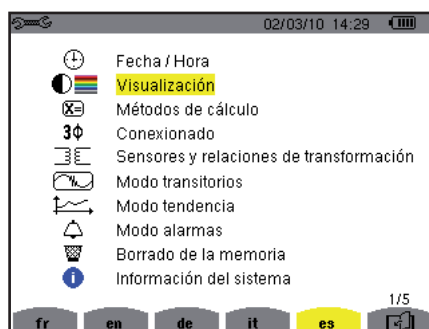 02/03/10 14:29
Fecha / Hora
Visualización
X=
Métodos de cálculo
3Φ
Conexionado
Sensores y relaciones de transformación
Modo transitorios
Modo tendencia
Modo alarmas
Borrado de la memoria
i
Información del sistema
1/5
fr en de it es